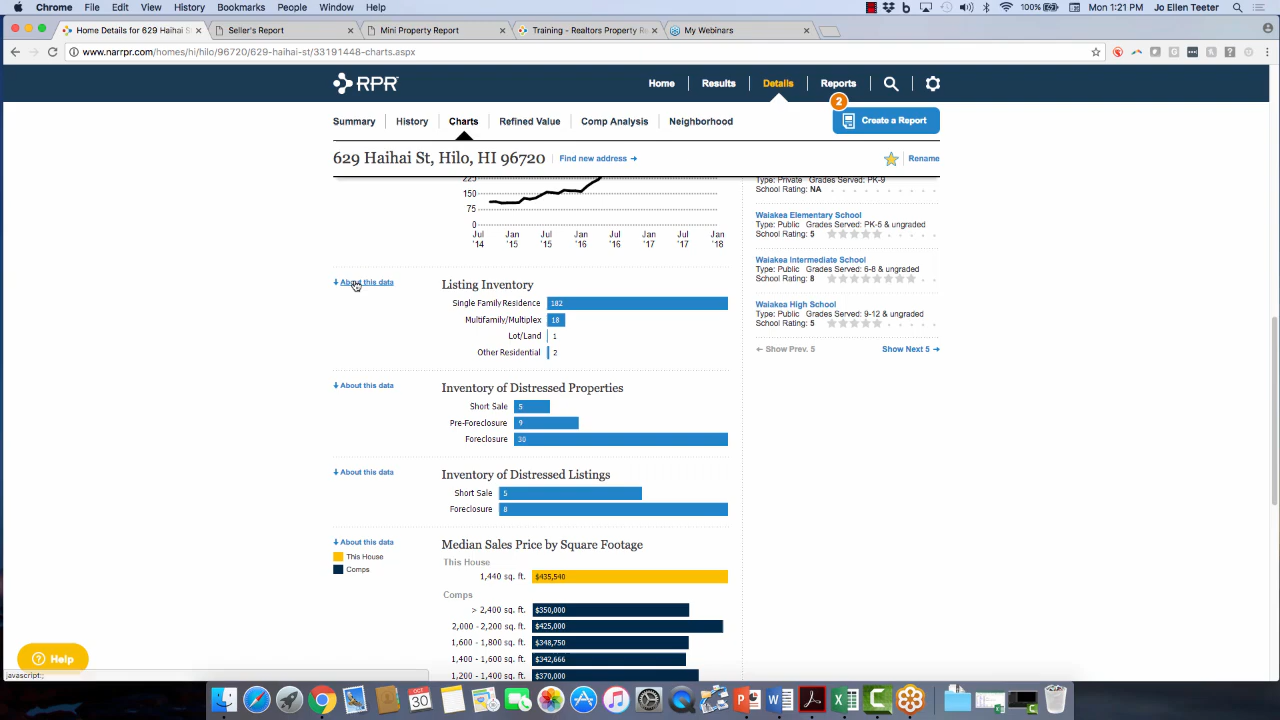 Chrome File Edit View History Bookmarks People Window Help
100% Mon 1:21 PM Jo Ellen Teeter
Home Details for 629 Haihai S
Seller's Report
Mini Property Report
Training - Realtors Property Re
My Webinars
www.narrpr.com/homes/hi/hilo/96720/629-haihai-st/33191448-charts.aspx
RPR
Home Results Details Reports
2
Create a Report
Summary History Charts Refined Value Comp Analysis Neighborhood
629 Haihai St, Hilo, HI 96720
Find new address
Rename
225
150
75
0
Jul '14 Jan '15 Jul '15 Jan '16 Jul '16 Jan '17 Jul '17 Jan '18
Type: Private Grades Served: PK-9
School Rating: NA
Waiakea Elementary School
Type: Public Grades Served: PK-5 & ungraded
School Rating: 5
Waiakea Intermediate School
Type: Public Grades Served: 6-8 & ungraded
School Rating: 8
Waiakea High School
Type: Public Grades Served: 9-12 & ungraded
School Rating: 5
Show Prev. 5 Show Next 5
About this data
Listing Inventory
Single Family Residence 182
Multifamily/Multiplex 18
Lot/Land 1
Other Residential 2
About this data
Inventory of Distressed Properties
Short Sale 5
Pre-Foreclosure 9
Foreclosure 30
About this data
Inventory of Distressed Listings
Short Sale 5
Foreclosure 8
About this data
This House
Comps
Median Sales Price by Square Footage
This House
1,440 sq. ft. $435,540
Comps
> 2,400 sq. ft. $350,000
2,000 - 2,200 sq. ft. $425,000
1,600 - 1,800 sq. ft. $348,750
1,400 - 1,600 sq. ft. $342,666
1,200 - 1,400 sq. ft. $370,000
Help
javascript:;
OCT
30